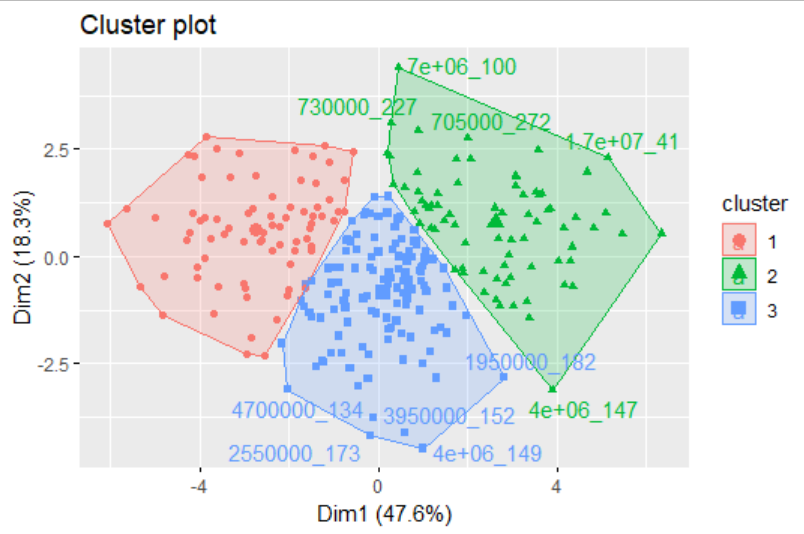 Cluster plot
7e+06_100
730000_227
705000_272
1.7e+07_41
2.5
0.0
-2.5
Dim2 (18.3%)
1950000_182
4700000_134
3950000_152
4e+06_147
2550000_173
4e+06_149
-4
0
4
Dim1 (47.6%)
cluster
a 1
a 2
a 3